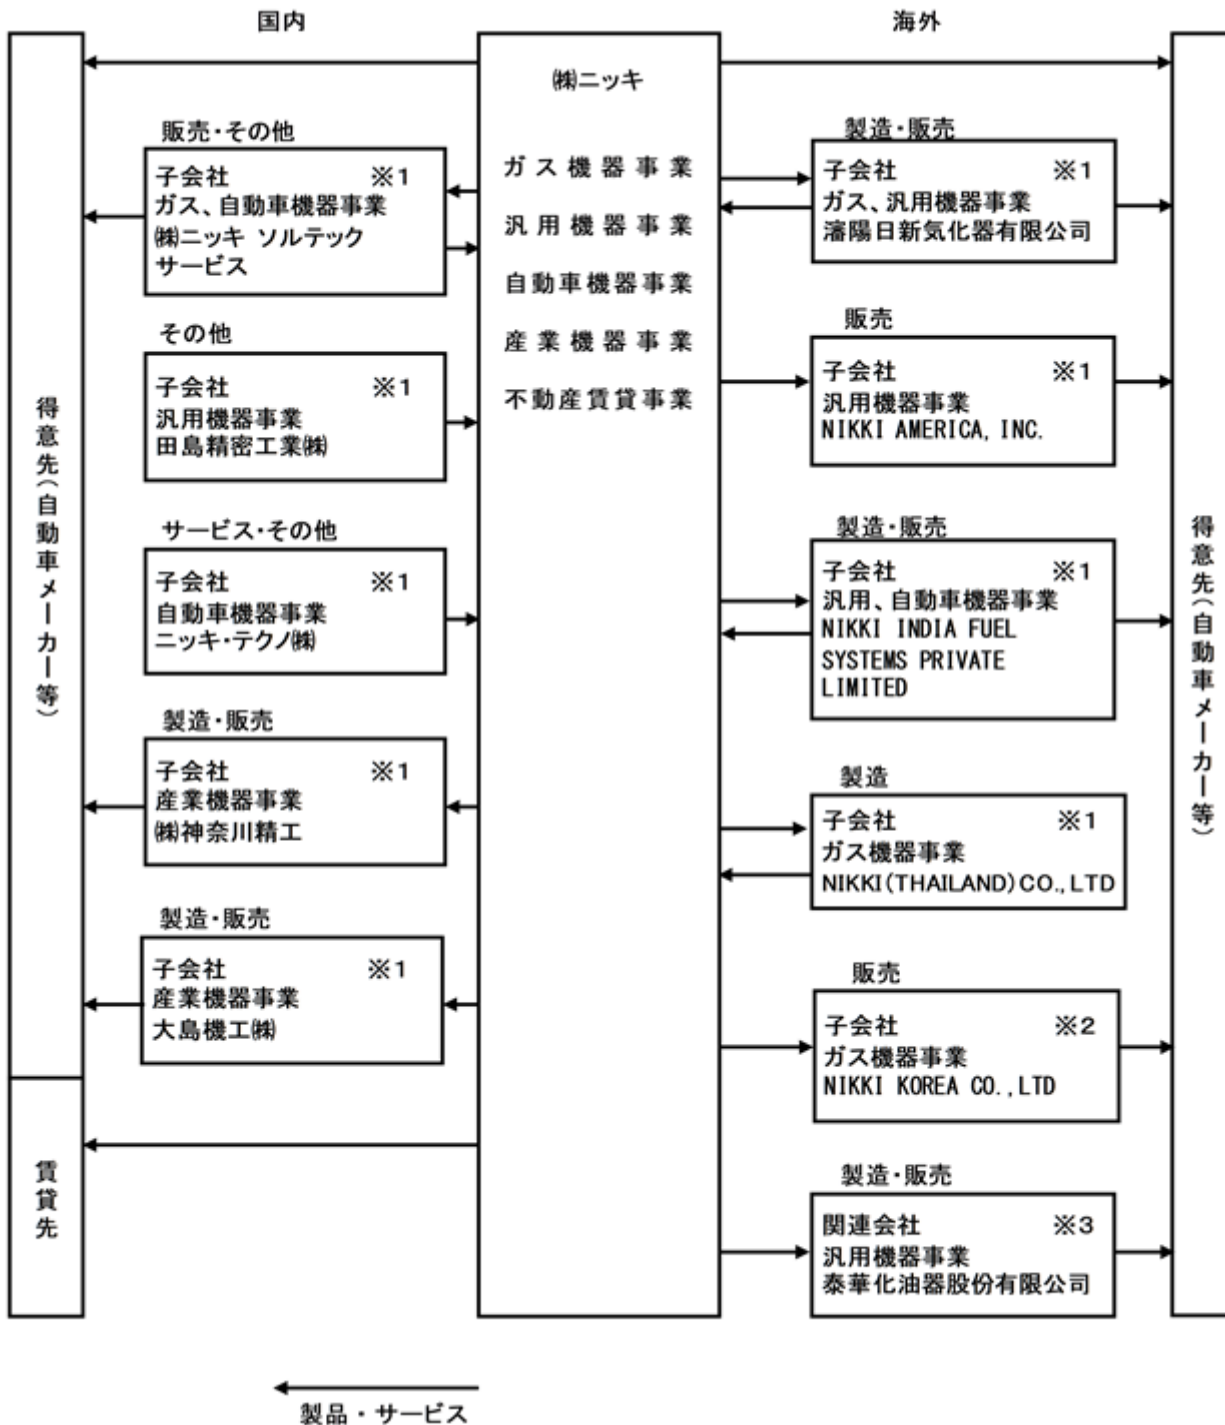 国内
海外
得意先(自動車メーカー等)
賃貸先
販売・その他
子会社 ※1
ガス、自動車機器事業
㈱ニッキ ソルテック
サービス
その他
子会社 ※1
汎用機器事業
田島精密工業㈱
サービス・その他
子会社 ※1
自動車機器事業
ニッキ・テクノ㈱
製造・販売
子会社 ※1
産業機器事業
㈱神奈川精工
製造・販売
子会社 ※1
産業機器事業
大島機工㈱
㈱ニッキ
ガス機器事業
汎用機器事業
自動車機器事業
産業機器事業
不動産賃貸事業
製造・販売
子会社 ※1
ガス、汎用機器事業
瀋陽日新気化器有限公司
販売
子会社 ※1
汎用機器事業
NIKKI AMERICA, INC.
製造・販売
子会社 ※1
汎用、自動車機器事業
NIKKI INDIA FUEL
SYSTEMS PRIVATE
LIMITED
製造
子会社 ※1
ガス機器事業
NIKKI(THAILAND)CO.,LTD
販売
子会社 ※2
ガス機器事業
NIKKI KOREA CO.,LTD
製造・販売
関連会社 ※3
汎用機器事業
泰華化油器股份有限公司
得意先(自動車メーカー等)
製品・サービス